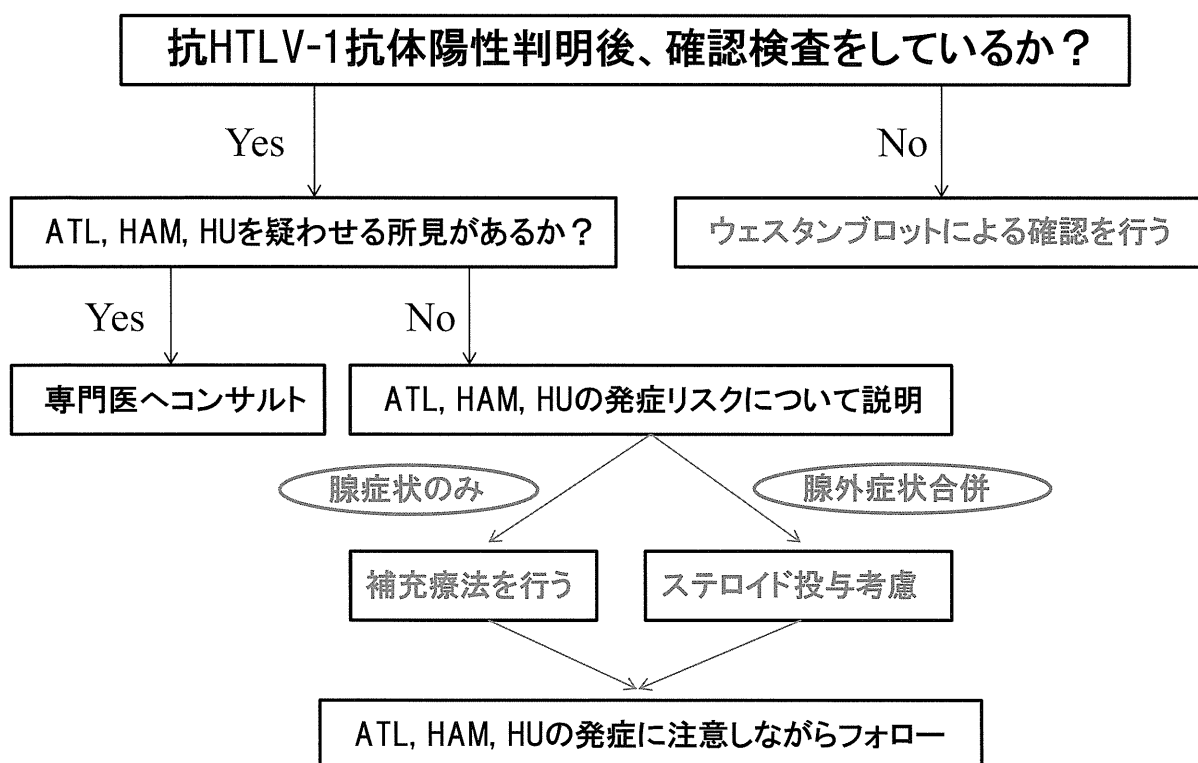 抗HTLV-1抗体陽性判明後、確認検査をしているか？
Yes
No
ATL, HAM, HUを疑わせる所見があるか？
ウェスタンブロットによる確認を行う
Yes
No
専門医へコンサルト
ATL, HAM, HUの発症リスクについて説明
腺症状のみ
腺外症状合併
補充療法を行う
ステロイド投与考慮
ATL, HAM, HUの発症に注意しながらフォロー